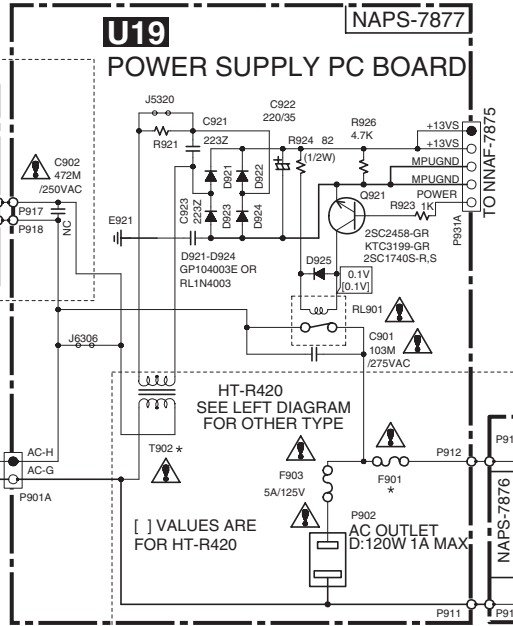 U19
NAPS-7877
POWER SUPPLY PC BOARD
J5320
C921
223Z
R921
C922
220/35
R924
82
(1/2W)
R926
4.7K
+13VS
+13VS
MPUGND
MPUGND
POWER
TO NNAF-7875
C902
472M
/250VAC
P917
P918
NC
D921
D922
D923
D924
C923
223Z
E921
Q921
R923
1K
P931A
2SC2458-GR
KTC3199-GR
2SC1740S-R,S
D921-D924
GP104003E OR
RL1N4003
D925
0.1V
[0.1V]
RL901
C901
103M
/275VAC
J6306
HT-R420
SEE LEFT DIAGRAM
FOR OTHER TYPE
T902 *
AC-H
AC-G
P901A
F903
5A/125V
F901
*
P912
P902
AC OUTLET
D:120W 1A MAX
[ ] VALUES ARE
FOR HT-R420
P911
NAPS-7876